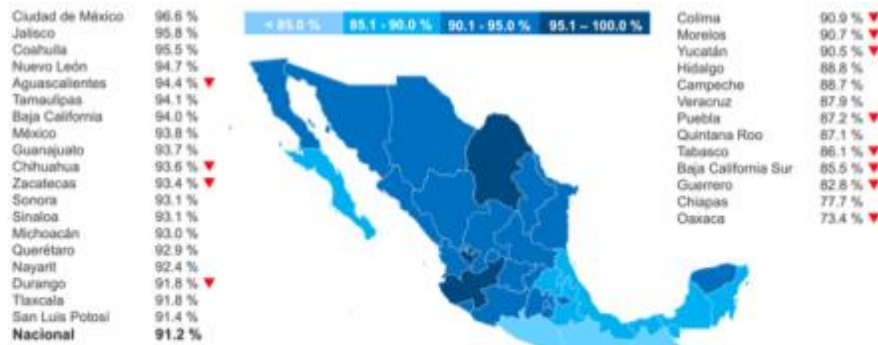 Ciudad de México 96.6 %
Jalisco 95.8 %
Coahuila 95.5 %
Nuevo León 94.7 %
Aguascalientes 94.4 %
Tamaulipas 94.1 %
Baja California 94.0 %
México 93.8 %
Guanajuato 93.7 %
Chihuahua 93.6 %
Zacatecas 93.4 %
Sonora 93.1 %
Sinaloa 93.1 %
Michoacán 93.0 %
Querétaro 92.9 %
Nayarit 92.4 %
Durango 91.8 %
Tlaxcala 91.8 %
San Luis Potosí 91.4 %
Nacional 91.2 %
< 85.0 % 85.1 - 90.0 % 90.1 - 95.0 % 95.1 – 100.0 %
Colima 90.9 %
Morelos 90.7 %
Yucatán 90.5 %
Hidalgo 88.8 %
Campeche 88.7 %
Veracruz 87.9 %
Puebla 87.2 %
Quintana Roo 87.1 %
Tabasco 86.1 %
Baja California Sur 85.5 %
Guerrero 82.8 %
Chiapas 77.7 %
Oaxaca 73.4 %